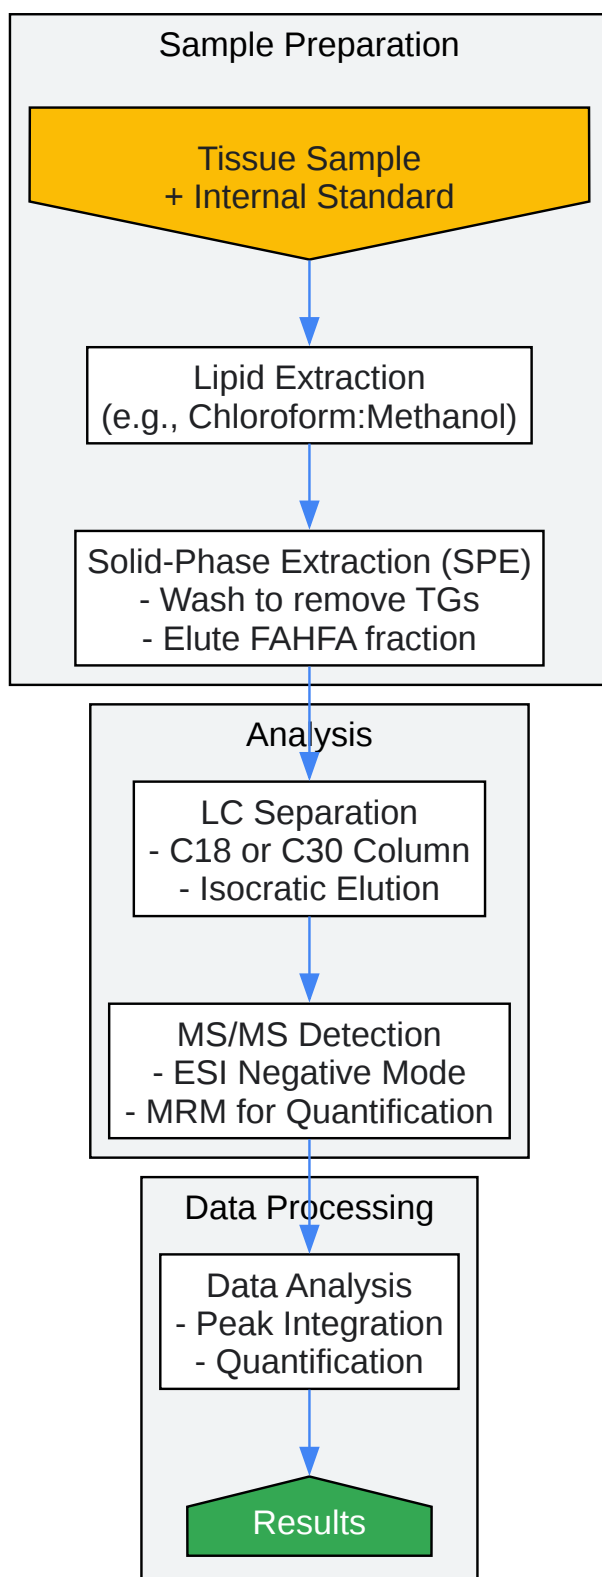 Sample Preparation
Tissue Sample
+ Internal Standard
Lipid Extraction
(e.g., Chloroform:Methanol)
Solid-Phase Extraction (SPE)
- Wash to remove TGs
- Elute FAHFA fraction
Analysis
LC Separation
- C18 or C30 Column
- Isocratic Elution
MS/MS Detection
- ESI Negative Mode
- MRM for Quantification
Data Processing
Data Analysis
- Peak Integration
- Quantification
Results